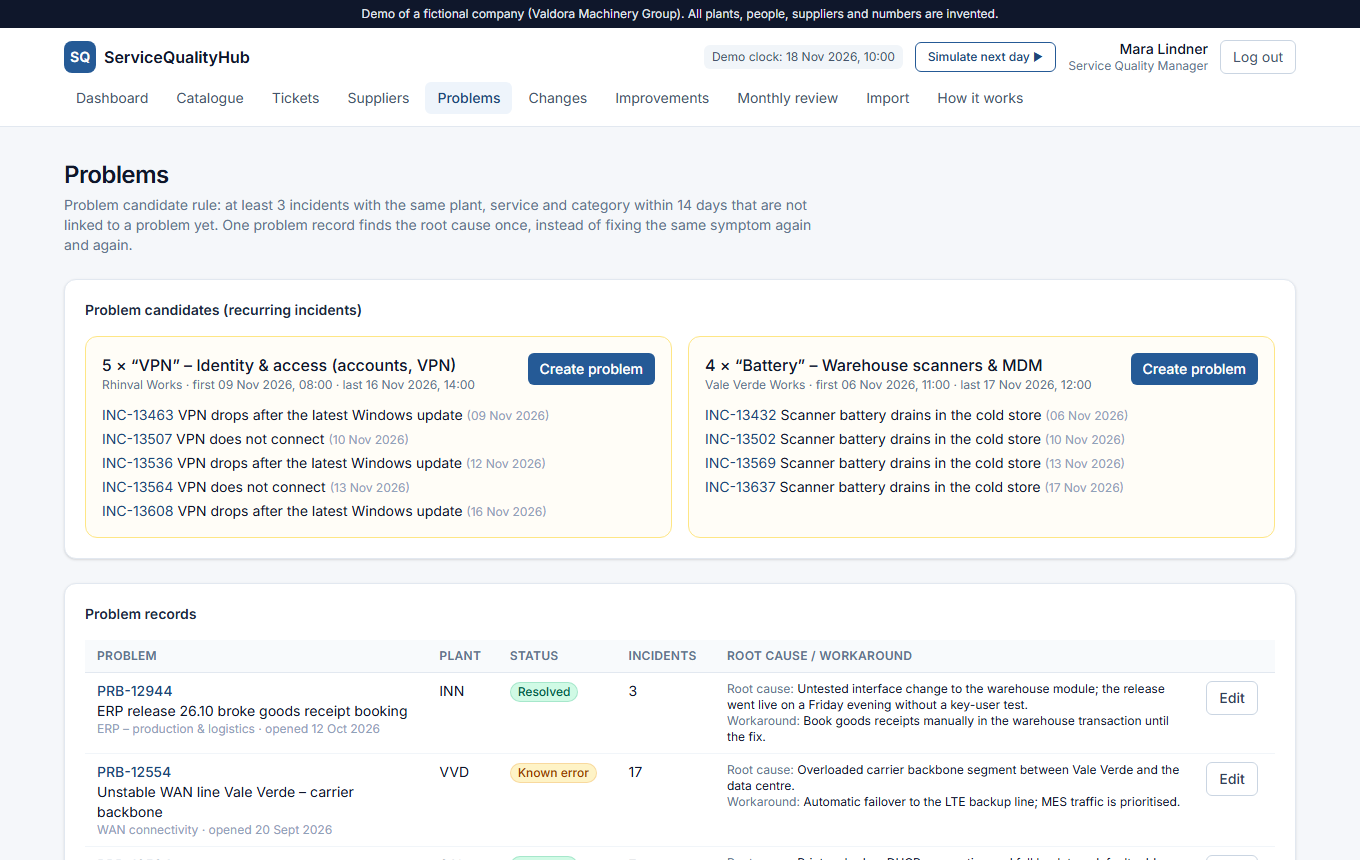 Demo of a fictional company (Valdora Machinery Group). All plants, people, suppliers and numbers are invented.
SQ ServiceQualityHub
Demo clock: 18 Nov 2026, 10:00
Simulate next day ▶
Mara Lindner
Service Quality Manager
Log out
Dashboard Catalogue Tickets Suppliers Problems Changes Improvements Monthly review Import How it works
Problems
Problem candidate rule: at least 3 incidents with the same plant, service and category within 14 days that are not
linked to a problem yet. One problem record finds the root cause once, instead of fixing the same symptom again
and again.
Problem candidates (recurring incidents)
5 × “VPN” – Identity & access (accounts, VPN)
Rhinval Works · first 09 Nov 2026, 08:00 · last 16 Nov 2026, 14:00
Create problem
INC-13463 VPN drops after the latest Windows update (09 Nov 2026)
INC-13507 VPN does not connect (10 Nov 2026)
INC-13536 VPN drops after the latest Windows update (12 Nov 2026)
INC-13564 VPN does not connect (13 Nov 2026)
INC-13608 VPN drops after the latest Windows update (16 Nov 2026)
4 × “Battery” – Warehouse scanners & MDM
Vale Verde Works · first 06 Nov 2026, 11:00 · last 17 Nov 2026, 12:00
Create problem
INC-13432 Scanner battery drains in the cold store (06 Nov 2026)
INC-13502 Scanner battery drains in the cold store (10 Nov 2026)
INC-13569 Scanner battery drains in the cold store (13 Nov 2026)
INC-13637 Scanner battery drains in the cold store (17 Nov 2026)
Problem records
PROBLEM PLANT STATUS INCIDENTS ROOT CAUSE / WORKAROUND
PRB-12944
ERP release 26.10 broke goods receipt booking
ERP – production & logistics · opened 12 Oct 2026
INN
Resolved
3
Root cause: Untested interface change to the warehouse module; the release
went live on a Friday evening without a key-user test.
Workaround: Book goods receipts manually in the warehouse transaction until
the fix.
Edit
PRB-12554
Unstable WAN line Vale Verde – carrier
backbone
WAN connectivity · opened 20 Sept 2026
VVD
Known error
17
Root cause: Overloaded carrier backbone segment between Vale Verde and the
data centre.
Workaround: Automatic failover to the LTE backup line; MES traffic is prioritised.
Edit